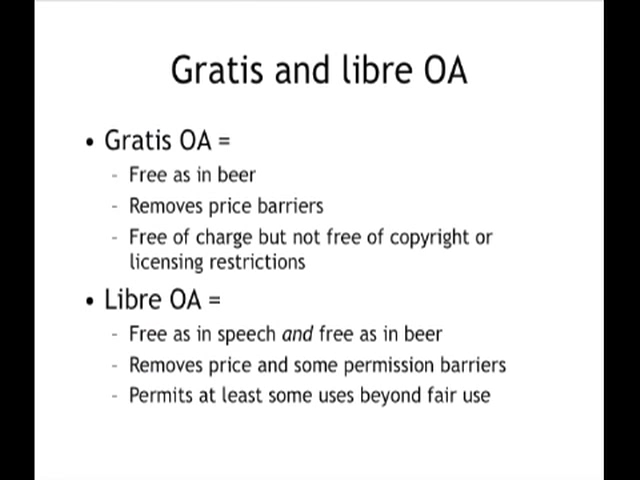 Gratis and libre OA
• Gratis OA =
- Free as in beer
- Removes price barriers
- Free of charge but not free of copyright or
licensing restrictions
• Libre OA =
- Free as in speech and free as in beer
- Removes price and some permission barriers
- Permits at least some uses beyond fair use